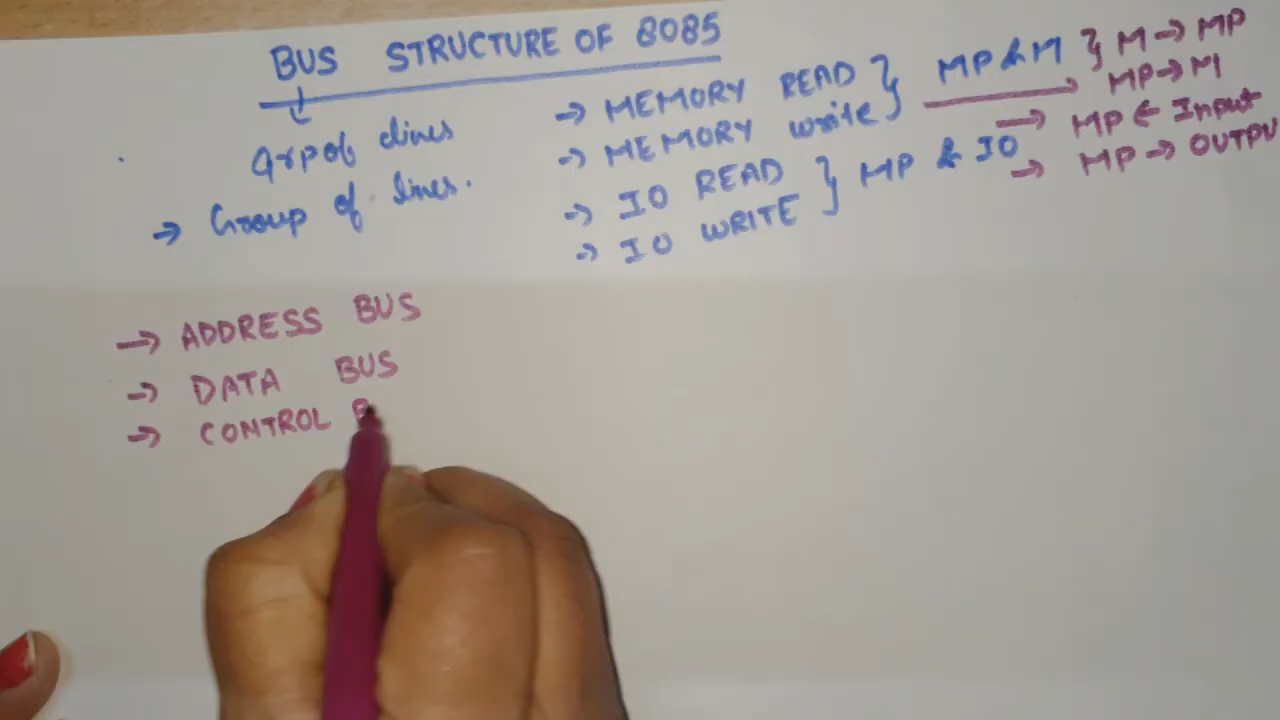 BUS STRUCTURE OF 8085
Grp of lines
→ Group of lines.
→ MEMORY READ } MP & M } M → MP
→ MEMORY write } MP → M
→ IO READ } MP & IO → MP ← Input
→ IO WRITE } → MP → OUTPU
→ ADDRESS BUS
→ DATA BUS
→ CONTROL B